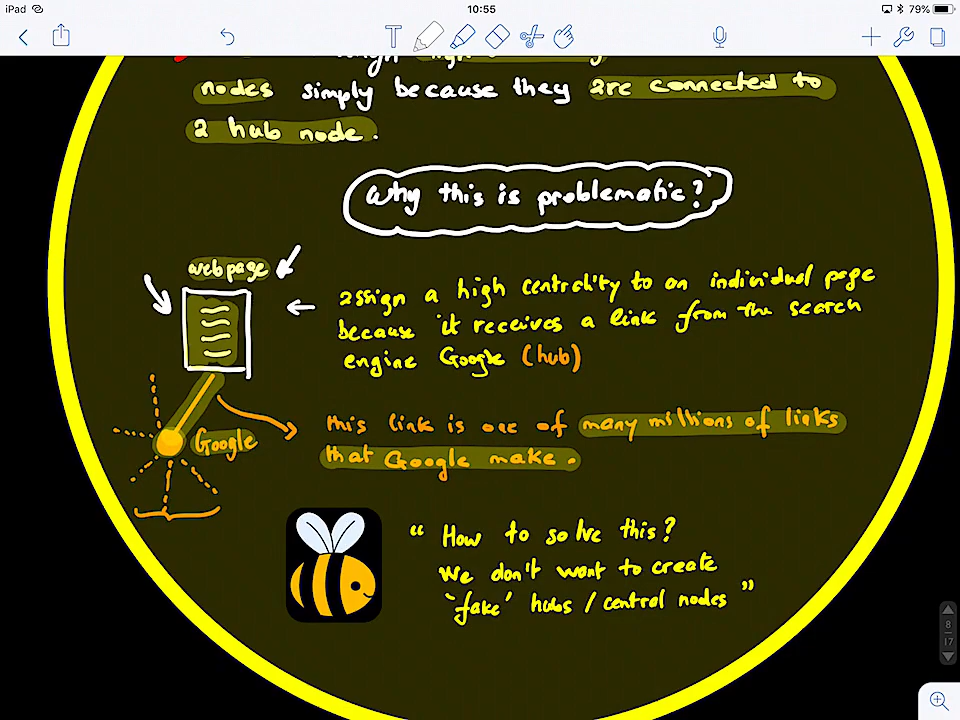 iPad
10:55
79%
nodes simply because they are connected to
a hub node.
Why this is problematic?
webpage
assign a high centrality to an individual page
because it receives a link from the search
engine Google (hub)
Google
this link is one of many millions of links
that Google make.
" How to solve this?
We don't want to create
'fake' hubs / central nodes "
8
17